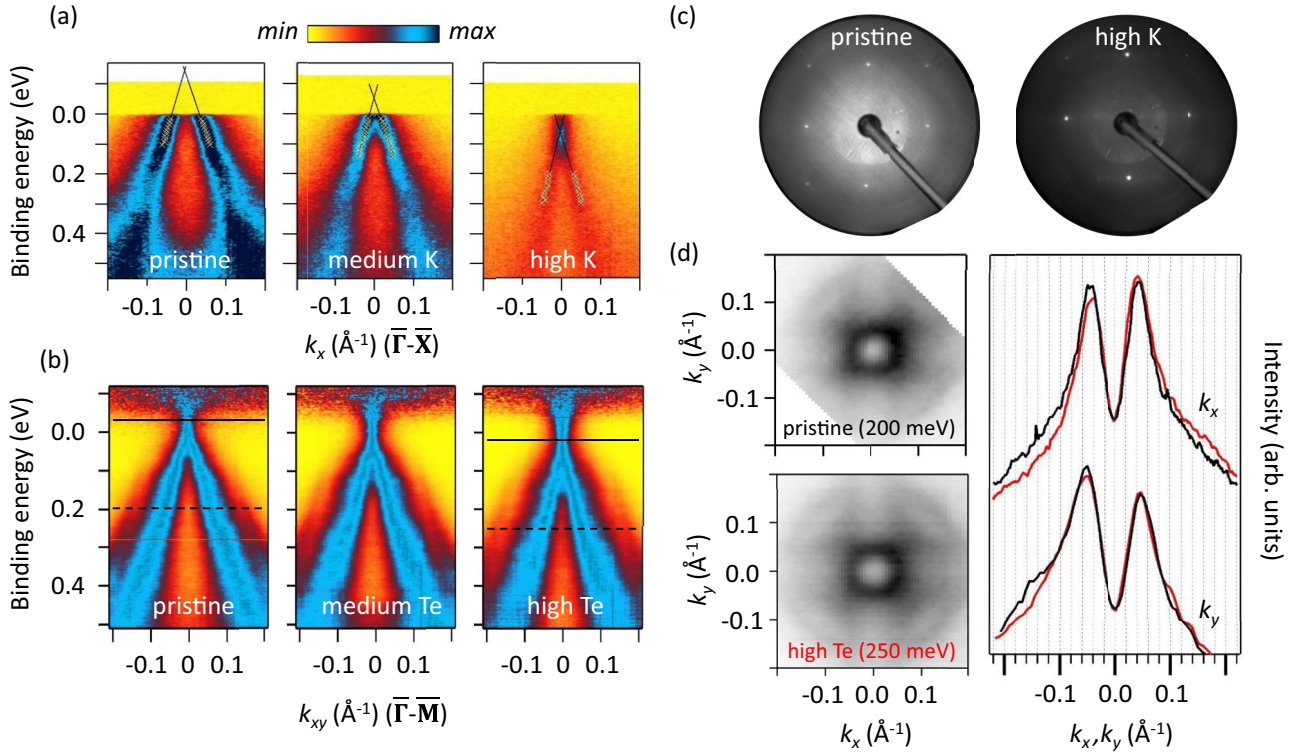 (a)
min max
Binding energy (eV)
0.0
0.2
0.4
pristine
medium K
high K
-0.1 0 0.1
-0.1 0 0.1
-0.1 0 0.1
kx (Å-1) (Γ̅-X̅)
(b)
Binding energy (eV)
0.0
0.2
0.4
pristine
medium Te
high Te
-0.1 0 0.1
-0.1 0 0.1
-0.1 0 0.1
kxy (Å-1) (Γ̅-M̅)
(c)
pristine
high K
(d)
ky (Å-1)
0.1
0.0
-0.1
pristine (200 meV)
ky (Å-1)
0.1
0.0
-0.1
high Te (250 meV)
-0.1 0.0 0.1
kx (Å-1)
kx
ky
Intensity (arb. units)
-0.1 0.0 0.1
kx,ky (Å-1)